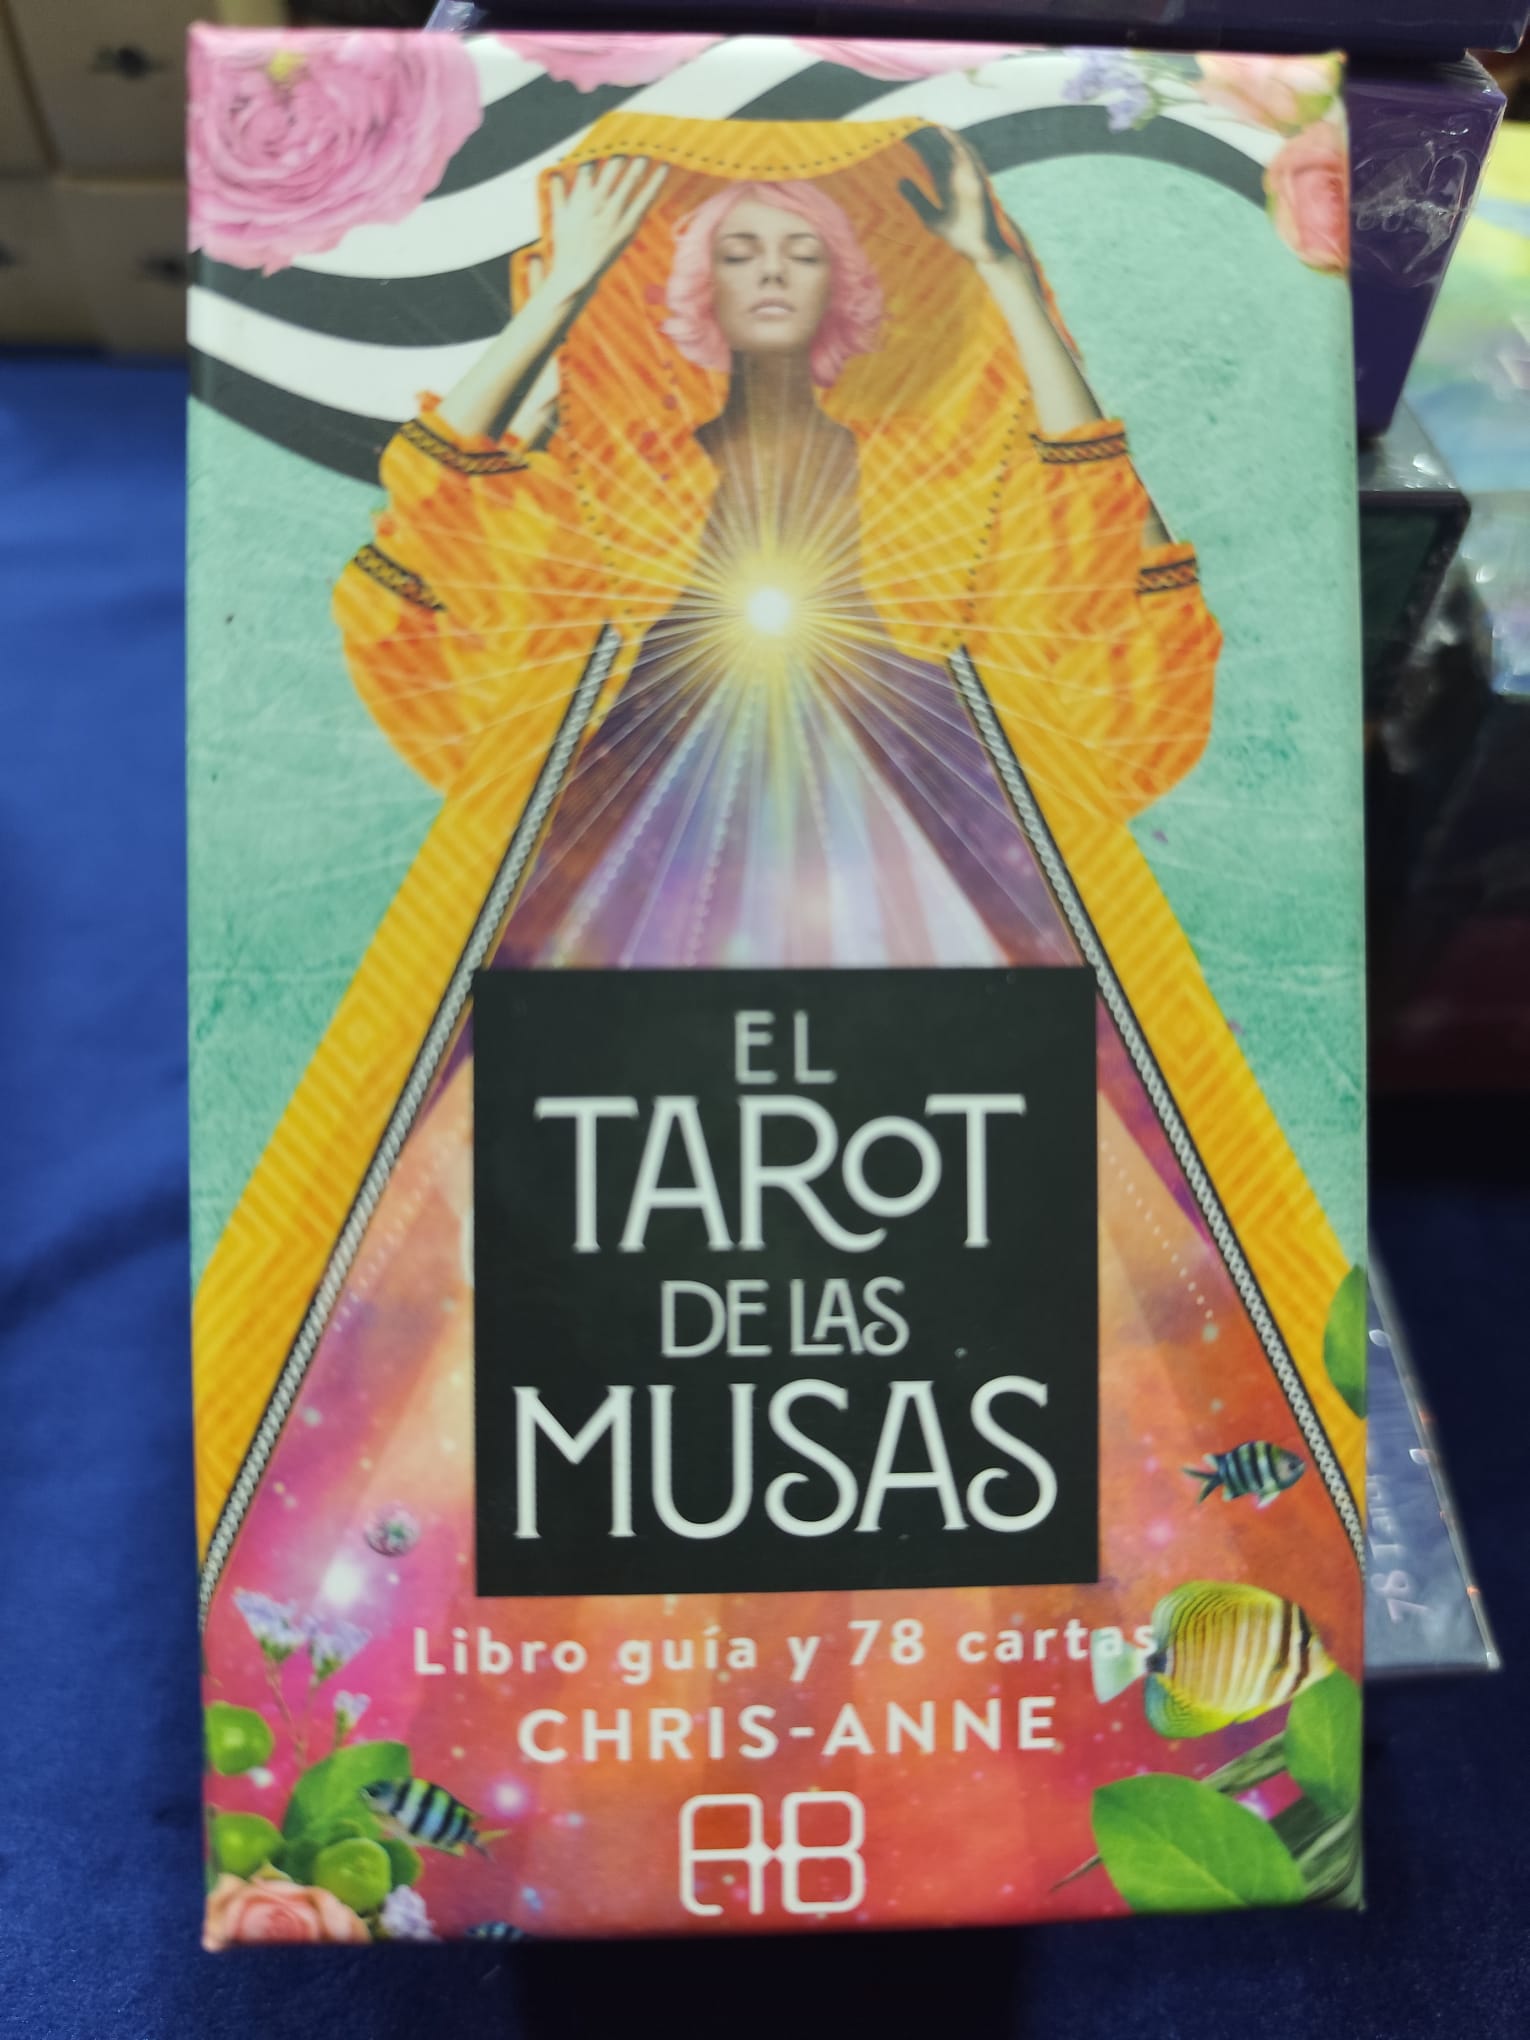 EL
TAROT
DE LAS
MUSAS
Libro guía y 78 cartas
CHRIS-ANNE
AB